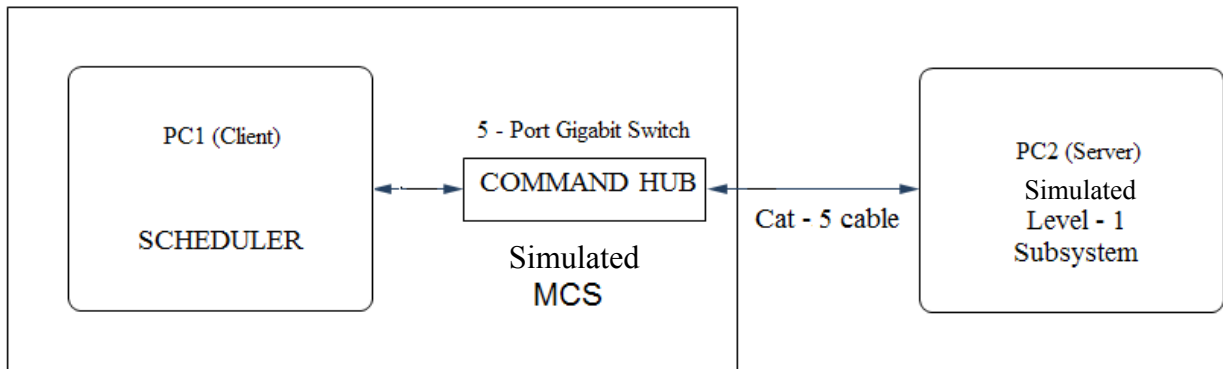 PC1 (Client)
SCHEDULER
5 - Port Gigabit Switch
COMMAND HUB
Simulated
MCS
Cat - 5 cable
PC2 (Server)
Simulated
Level - 1
Subsystem